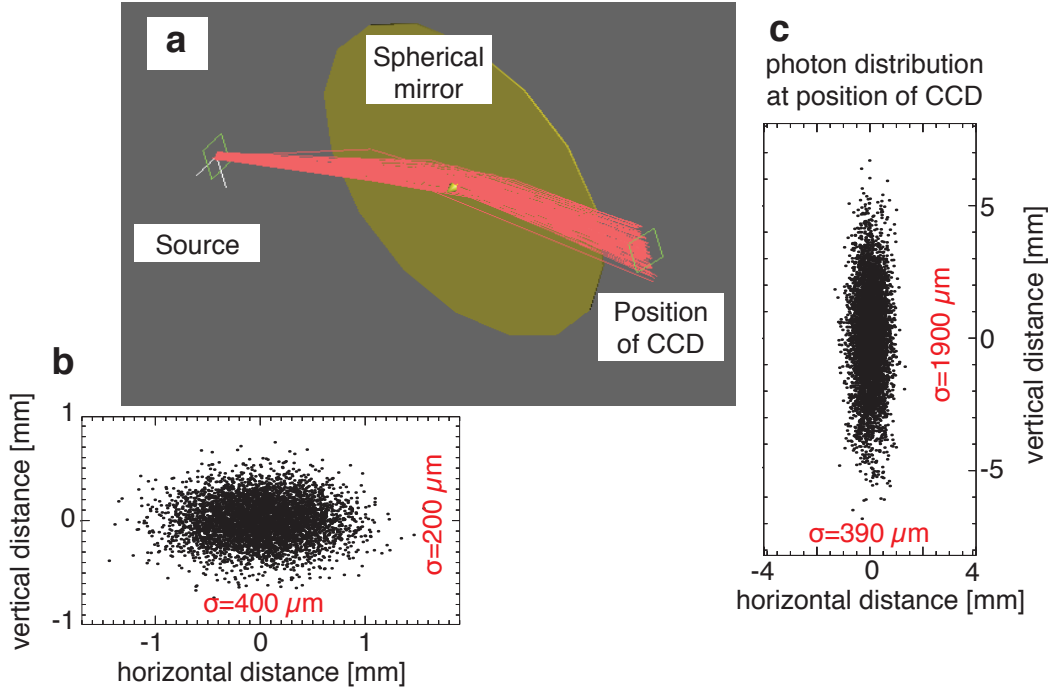 a
Spherical
mirror
Source
Position
of CCD
b
1
0
-1
vertical distance [mm]
σ=200 µm
σ=400 µm
-1
0
1
horizontal distance [mm]
c
photon distribution
at position of CCD
5
0
-5
vertical distance [mm]
σ=1900 µm
σ=390 µm
-4
0
4
horizontal distance [mm]